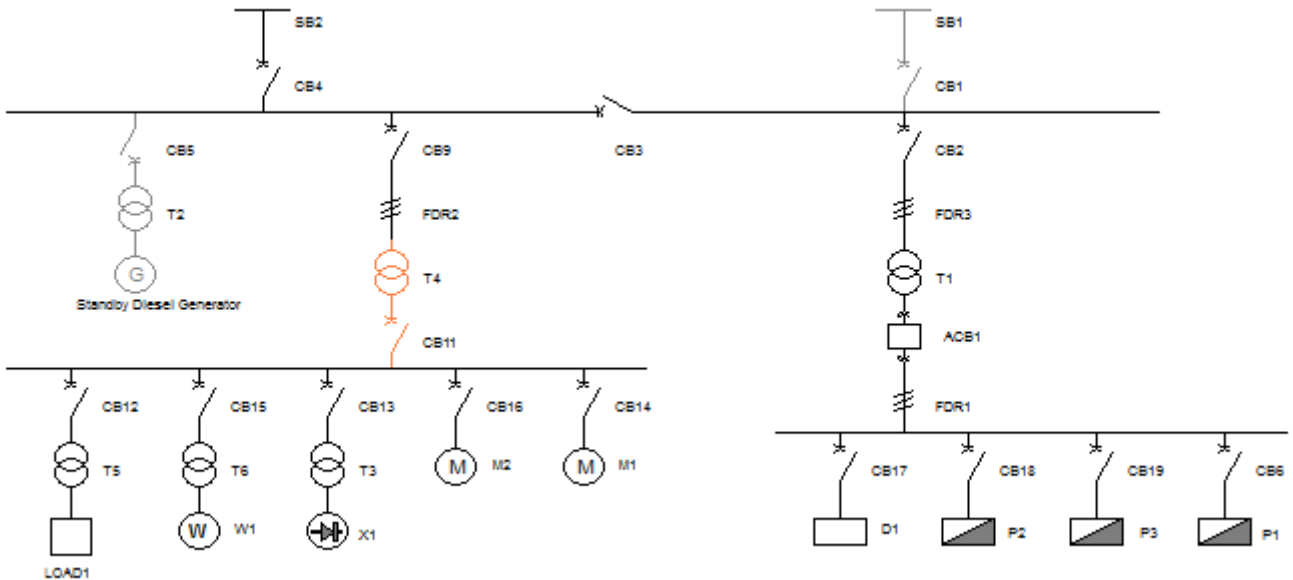 SB2
SB1
CB4
CB1
CB5
CB9
CB3
CB2
T2
FDR2
FDR3
G
T4
T1
Standby Diesel Generator
CB11
ACB1
CB12
CB15
CB13
CB16
CB14
FDR1
T5
T6
T3
M
M2
M
M1
CB17
CB18
CB19
CB6
W
W1
X1
D1
P2
P3
P1
LOAD1